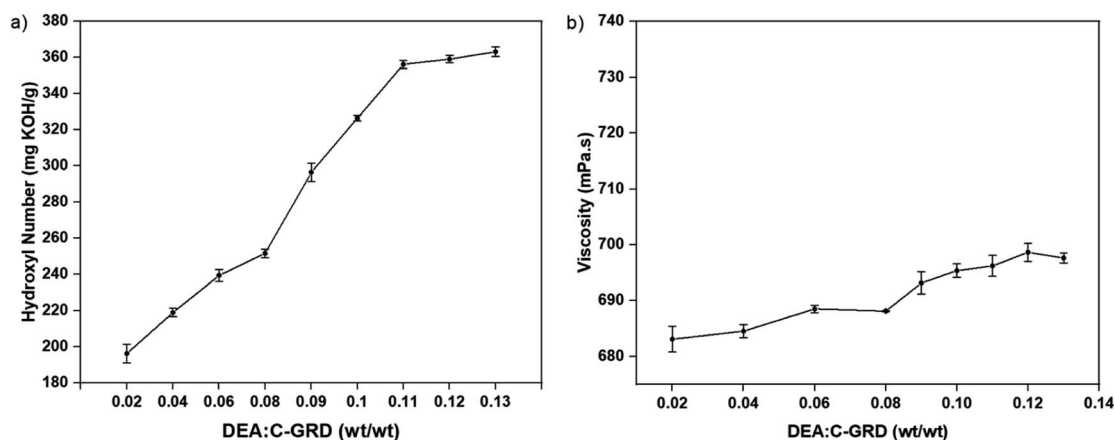 a)
Hydroxyl Number (mg KOH/g)
380
360
340
320
300
280
260
240
220
200
180
0.02 0.04 0.06 0.08 0.09 0.1 0.11 0.12 0.13
DEA:C-GRD (wt/wt)
b)
Viscosity (mPa.s)
740
730
720
710
700
690
680
0.02 0.04 0.06 0.08 0.10 0.12 0.14
DEA:C-GRD (wt/wt)